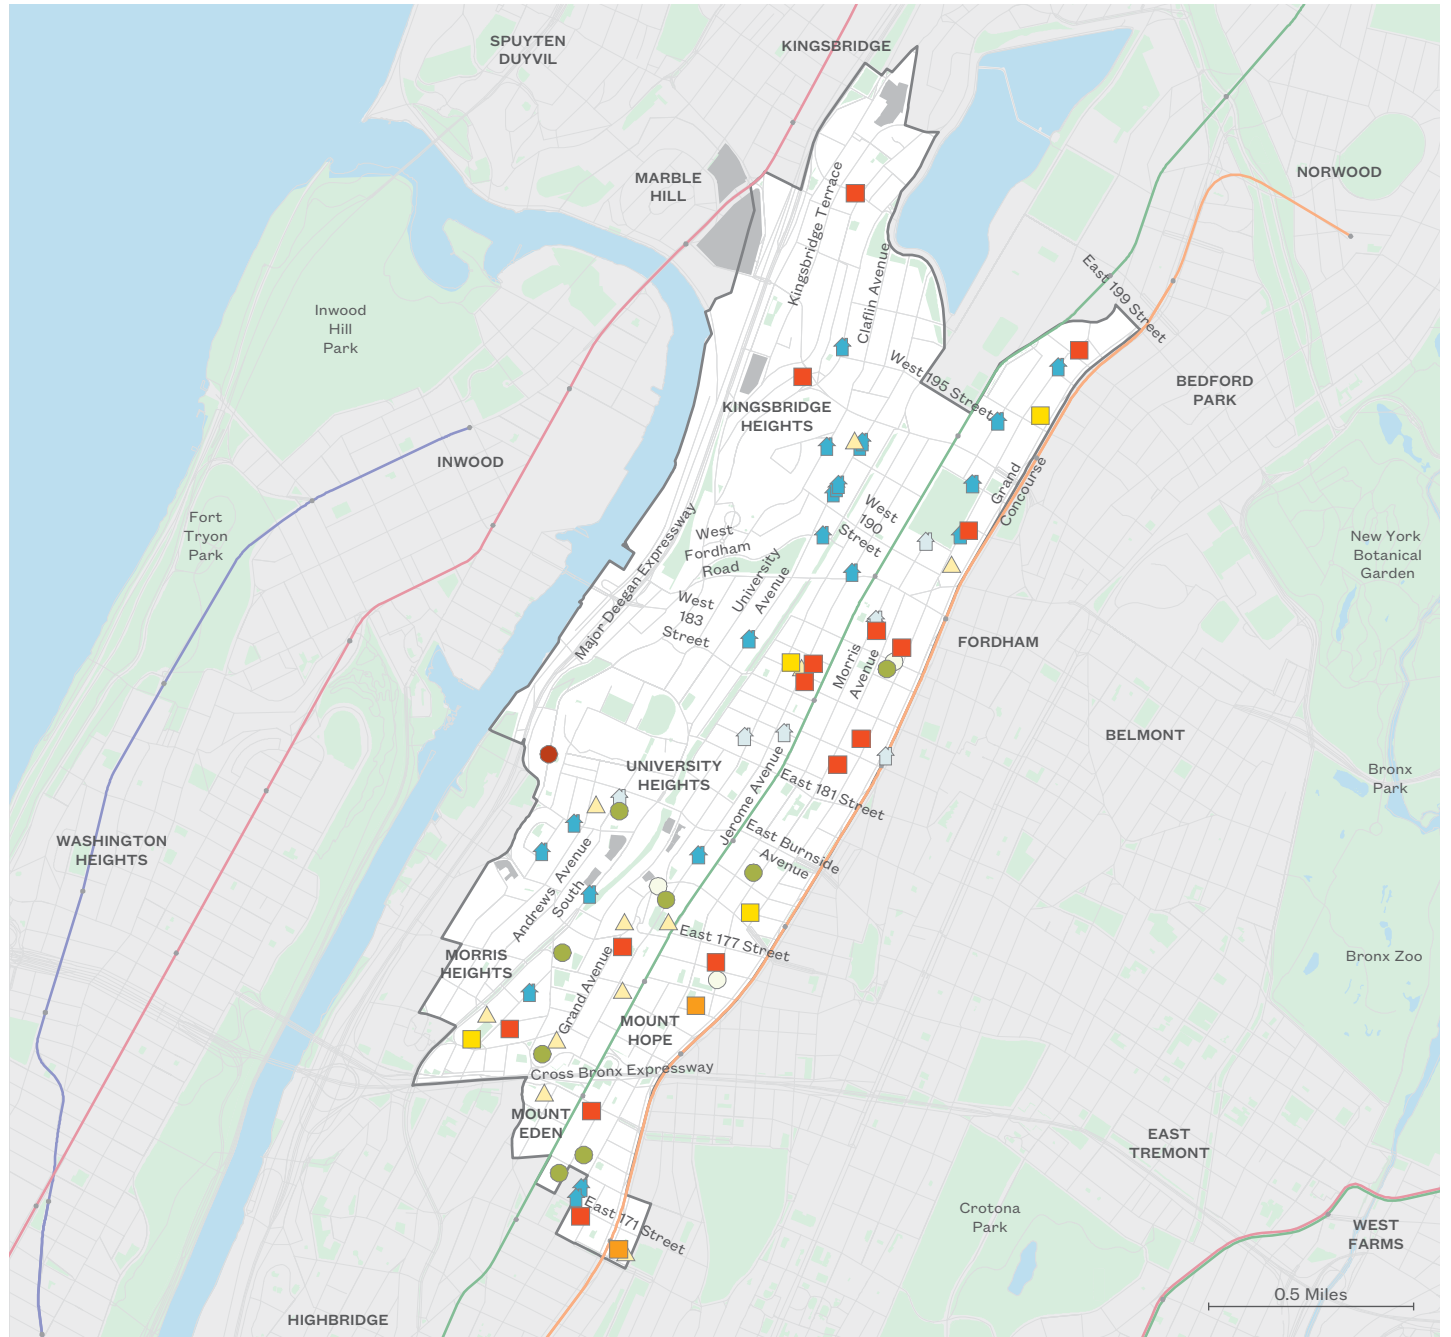 SPUYTEN
DUYVIL
KINGSBRIDGE
MARBLE
HILL
NORWOOD
Kingsbridge Terrace
Claflin Avenue
East 199 Street
Inwood
Hill
Park
West 195 Street
BEDFORD
PARK
KINGSBRIDGE
HEIGHTS
INWOOD
Grand
Concourse
Fort
Tryon
Park
West
190
Street
West
Fordham
Road
New York
Botanical
Garden
Major Deegan Expressway
University
Avenue
West
183
Street
FORDHAM
Morris
Avenue
BELMONT
UNIVERSITY
HEIGHTS
Jerome Avenue
East 181 Street
Bronx
Park
WASHINGTON
HEIGHTS
East Burnside
Avenue
Andrews Avenue
South
East 177 Street
MORRIS
HEIGHTS
Grand Avenue
Bronx Zoo
MOUNT
HOPE
Cross Bronx Expressway
MOUNT
EDEN
EAST
TREMONT
East 171 Street
Crotona
Park
WEST
FARMS
0.5 Miles
HIGHBRIDGE